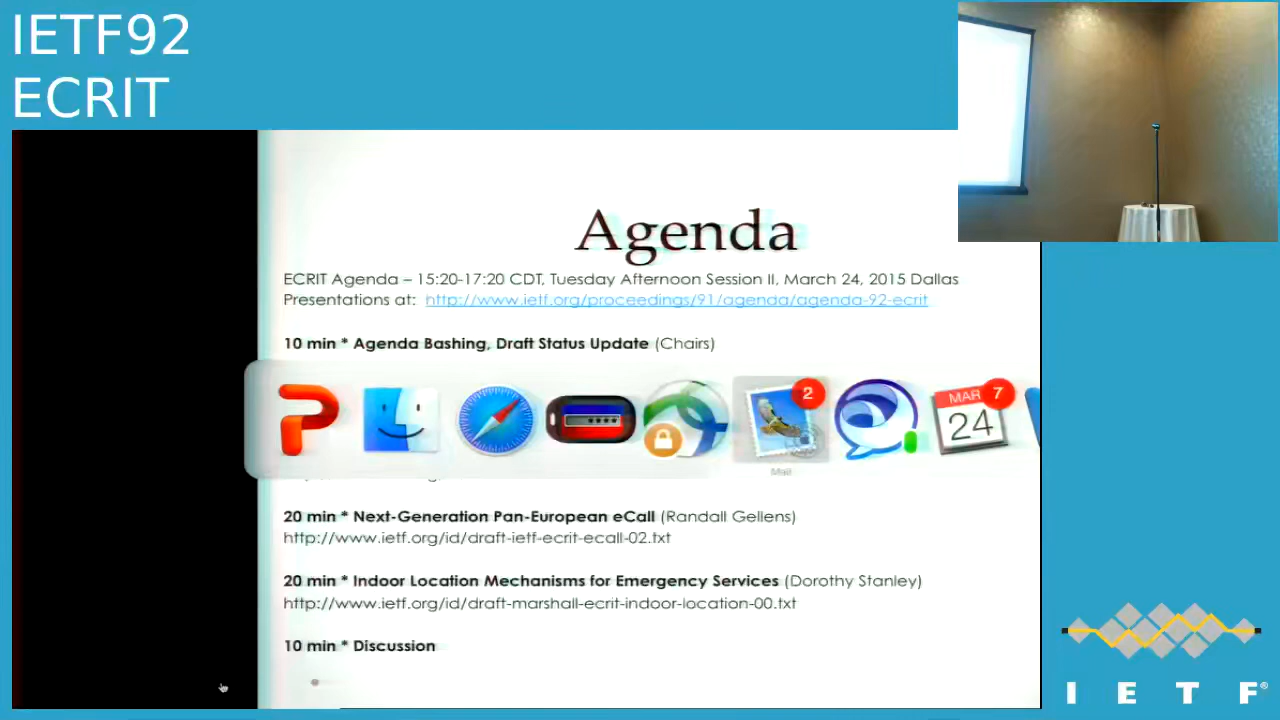 IETF92
ECRIT
Agenda
ECRIT Agenda – 15:20-17:20 CDT, Tuesday Afternoon Session II, March 24, 2015 Dallas
Presentations at: http://www.ietf.org/proceedings/91/agenda/agenda-92-ecrit
10 min * Agenda Bashing, Draft Status Update (Chairs)
2
MAR 7
24
Mail
20 min * Next-Generation Pan-European eCall (Randall Gellens)
http://www.ietf.org/id/draft-ietf-ecrit-ecall-02.txt
20 min * Indoor Location Mechanisms for Emergency Services (Dorothy Stanley)
http://www.ietf.org/id/draft-marshall-ecrit-indoor-location-00.txt
10 min * Discussion
I E T F®